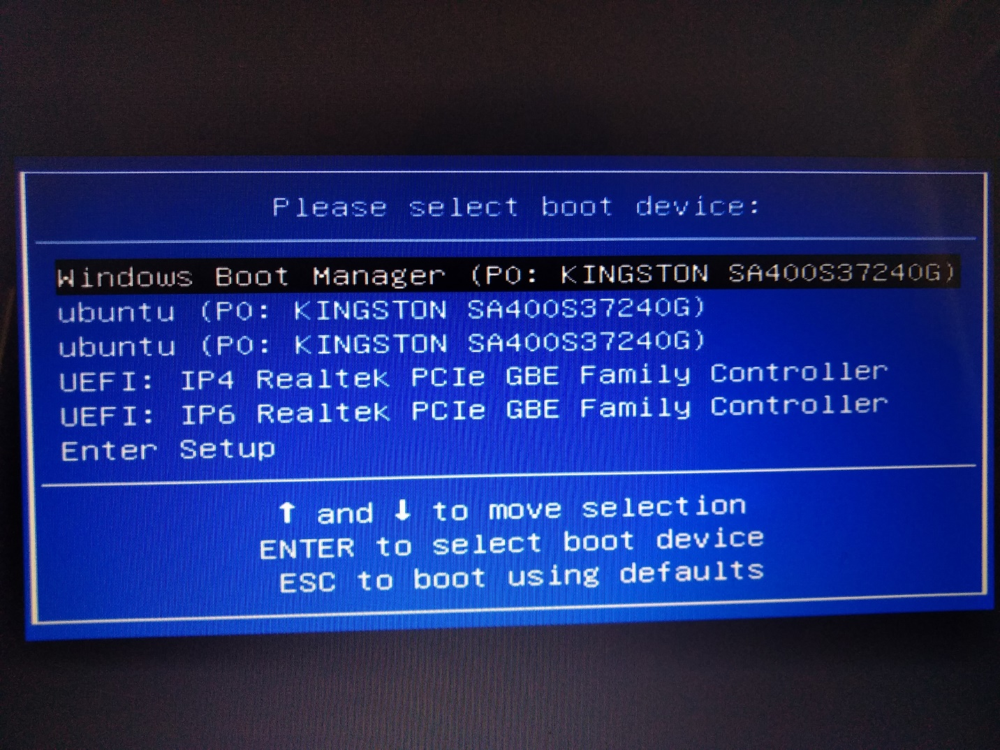 Please select boot device:
Windows Boot Manager (P0: KINGSTON SA400S37240G)
ubuntu (P0: KINGSTON SA400S37240G)
ubuntu (P0: KINGSTON SA400S37240G)
UEFI: IP4 Realtek PCIe GBE Family Controller
UEFI: IP6 Realtek PCIe GBE Family Controller
Enter Setup
↑ and ↓ to move selection
ENTER to select boot device
ESC to boot using defaults